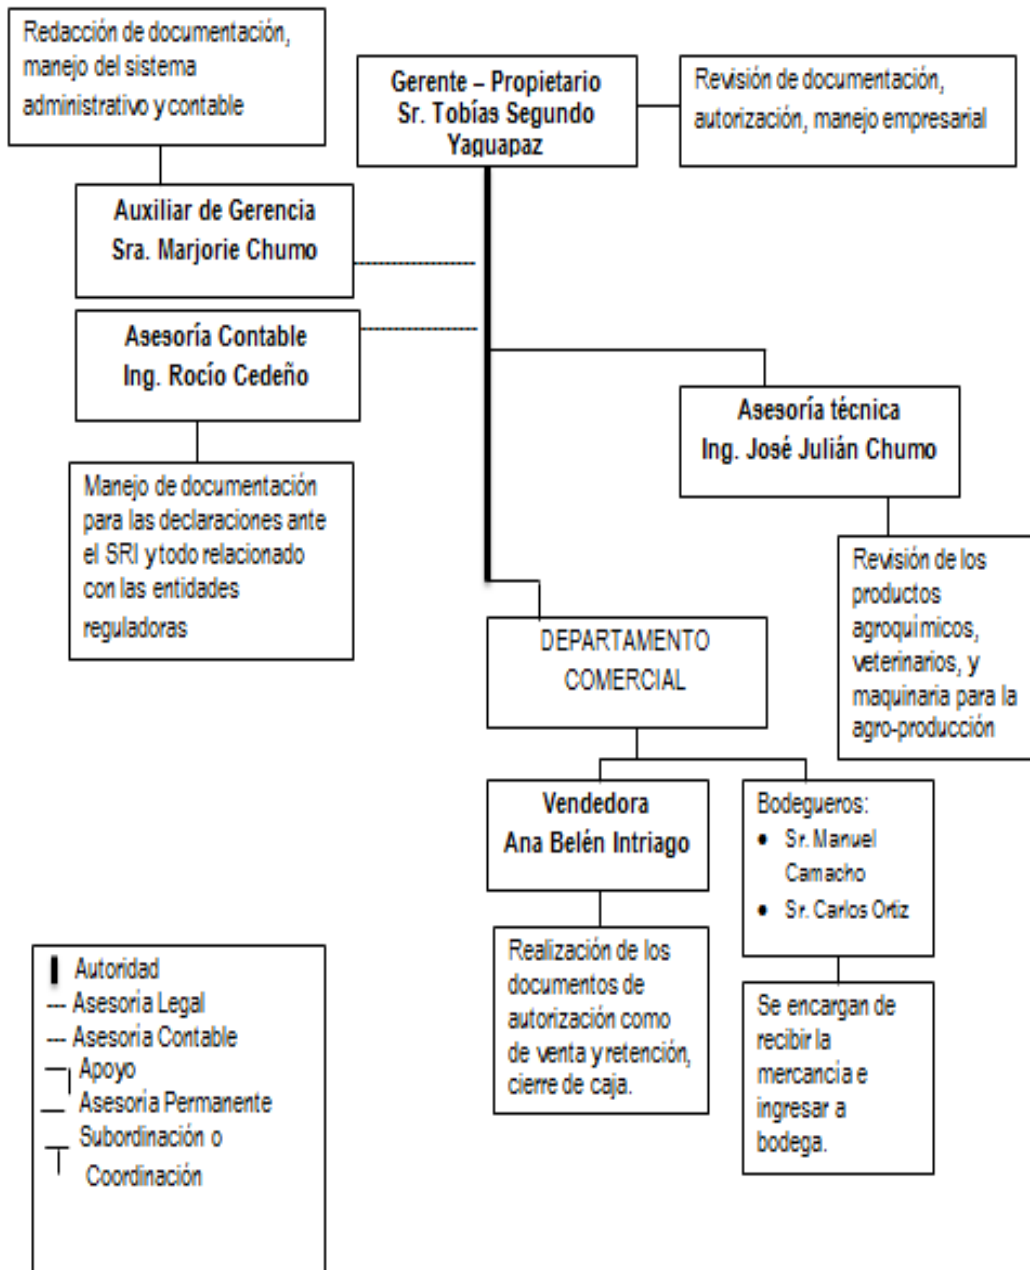 Redacción de documentación,
manejo del sistema
administrativo y contable
Gerente – Propietario
Sr. Tobías Segundo
Yaguapaz
Revisión de documentación,
autorización, manejo empresarial
Auxiliar de Gerencia
Sra. Marjorie Chumo
Asesoría Contable
Ing. Rocío Cedeño
Asesoría técnica
Ing. José Julián Chumo
Manejo de documentación
para las declaraciones ante
el SRI y todo relacionado
con las entidades
reguladoras
Revisión de los
productos
agroquímicos,
veterinarios, y
maquinaria para la
agro-producción
DEPARTAMENTO
COMERCIAL
Vendedora
Ana Belén Intriago
Bodegueros:
• Sr. Manuel
Camacho
• Sr. Carlos Ortiz
Realización de los
documentos de
autorización como
de venta y retención,
cierre de caja.
Se encargan de
recibir la
mercancia e
ingresar a
bodega.
Autoridad
--- Asesoria Legal
--- Asesoria Contable
Apoyo
Asesoria Permanente
Subordinación o
Coordinación